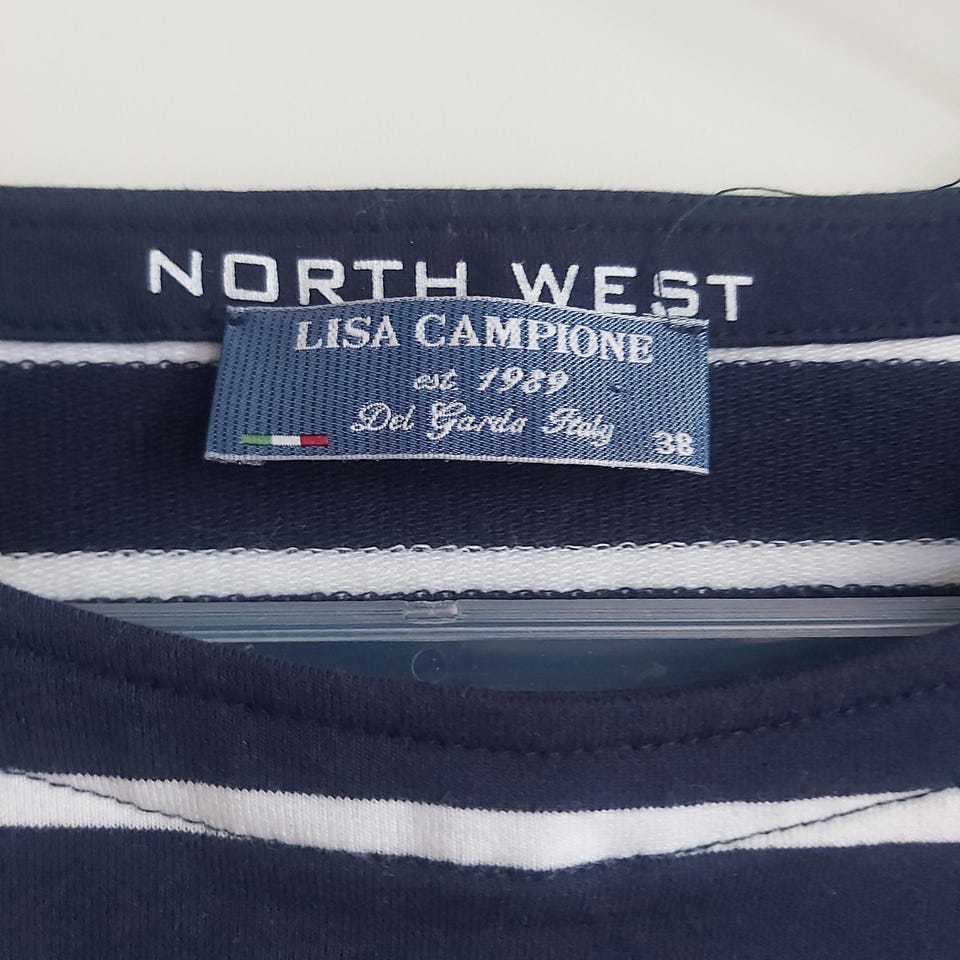 NORTH WEST
LISA CAMPIONE
est 1989
Del Garda Italy
38